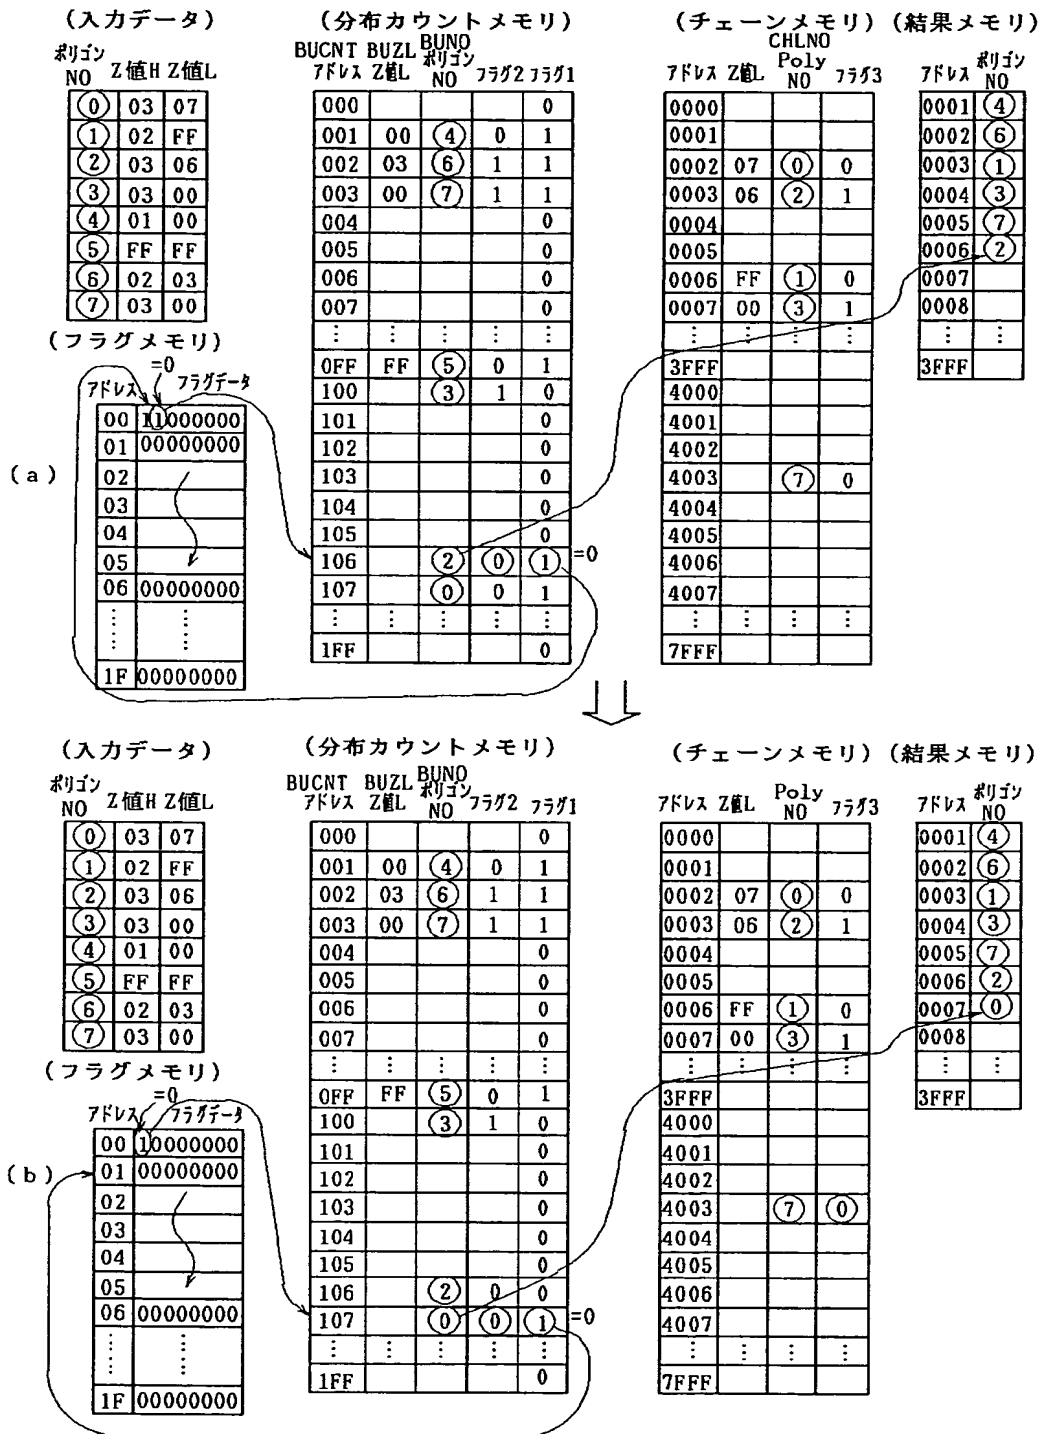 (入力データ) (分布カウントメモリ) (チェーンメモリ) (結果メモリ)
ポリゴンNO Z値H Z値L
BUCNTアドレス BUZL Z値L BUNOポリゴンNO フラグ2 フラグ1
アドレス Z値L CHLNO Poly NO フラグ3
アドレス ポリゴンNO
0 03 07
1 02 FF
2 03 06
3 03 00
4 01 00
5 FF FF
6 02 03
7 03 00
(フラグメモリ)
=0
アドレス フラグデータ
00 11000000
01 00000000
02
03
04
05
06 00000000
⋮ ⋮
1F 00000000
(a)
000 0
001 00 4 0 1
002 03 6 1 1
003 00 7 1 1
004 0
005 0
006 0
007 0
⋮ ⋮ ⋮ ⋮ ⋮
0FF FF 5 0 1
100 3 1 0
101 0
102 0
103 0
104 0
105 0
106 2 0 1 =0
107 0 0 1
⋮ ⋮ ⋮ ⋮ ⋮
1FF 0
0000
0001
0002 07 0 0
0003 06 2 1
0004
0005
0006 FF 1 0
0007 00 3 1
⋮ ⋮ ⋮ ⋮
3FFF
4000
4001
4002
4003 7 0
4004
4005
4006
4007
⋮ ⋮ ⋮ ⋮
7FFF
0001 4
0002 6
0003 1
0004 3
0005 7
0006 2
0007
0008
⋮ ⋮
3FFF
(入力データ) (分布カウントメモリ) (チェーンメモリ) (結果メモリ)
ポリゴンNO Z値H Z値L
BUCNTアドレス BUZL Z値L BUNOポリゴンNO フラグ2 フラグ1
アドレス Z値L Poly NO フラグ3
アドレス ポリゴンNO
0 03 07
1 02 FF
2 03 06
3 03 00
4 01 00
5 FF FF
6 02 03
7 03 00
(フラグメモリ)
=0
アドレス フラグデータ
00 10000000
01 00000000
02
03
04
05
06 00000000
⋮ ⋮
1F 00000000
(b)
000 0
001 00 4 0 1
002 03 6 1 1
003 00 7 1 1
004 0
005 0
006 0
007 0
⋮ ⋮ ⋮ ⋮ ⋮
0FF FF 5 0 1
100 3 1 0
101 0
102 0
103 0
104 0
105 0
106 2 0 0
107 0 0 1 =0
⋮ ⋮ ⋮ ⋮ ⋮
1FF 0
0000
0001
0002 07 0 0
0003 06 2 1
0004
0005
0006 FF 1 0
0007 00 3 1
⋮ ⋮ ⋮ ⋮
3FFF
4000
4001
4002
4003 7 0
4004
4005
4006
4007
⋮ ⋮ ⋮ ⋮
7FFF
0001 4
0002 6
0003 1
0004 3
0005 7
0006 2
0007 0
0008
⋮ ⋮
3FFF